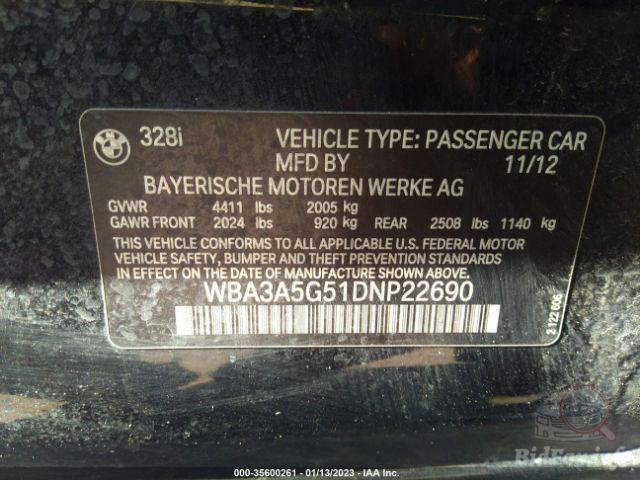 328i VEHICLE TYPE: PASSENGER CAR
MFD BY 11/12
BAYERISCHE MOTOREN WERKE AG
GVWR 4411 lbs 2005 kg
GAWR FRONT 2024 lbs 920 kg REAR 2508 lbs 1140 kg
THIS VEHICLE CONFORMS TO ALL APPLICABLE U.S. FEDERAL MOTOR
VEHICLE SAFETY, BUMPER AND THEFT PREVENTION STANDARDS
IN EFFECT ON THE DATE OF MANUFACTURE SHOWN ABOVE.
WBA3A5G51DNP22690
2 122 606
000-35600261 - 01/13/2023 - IAA Inc.